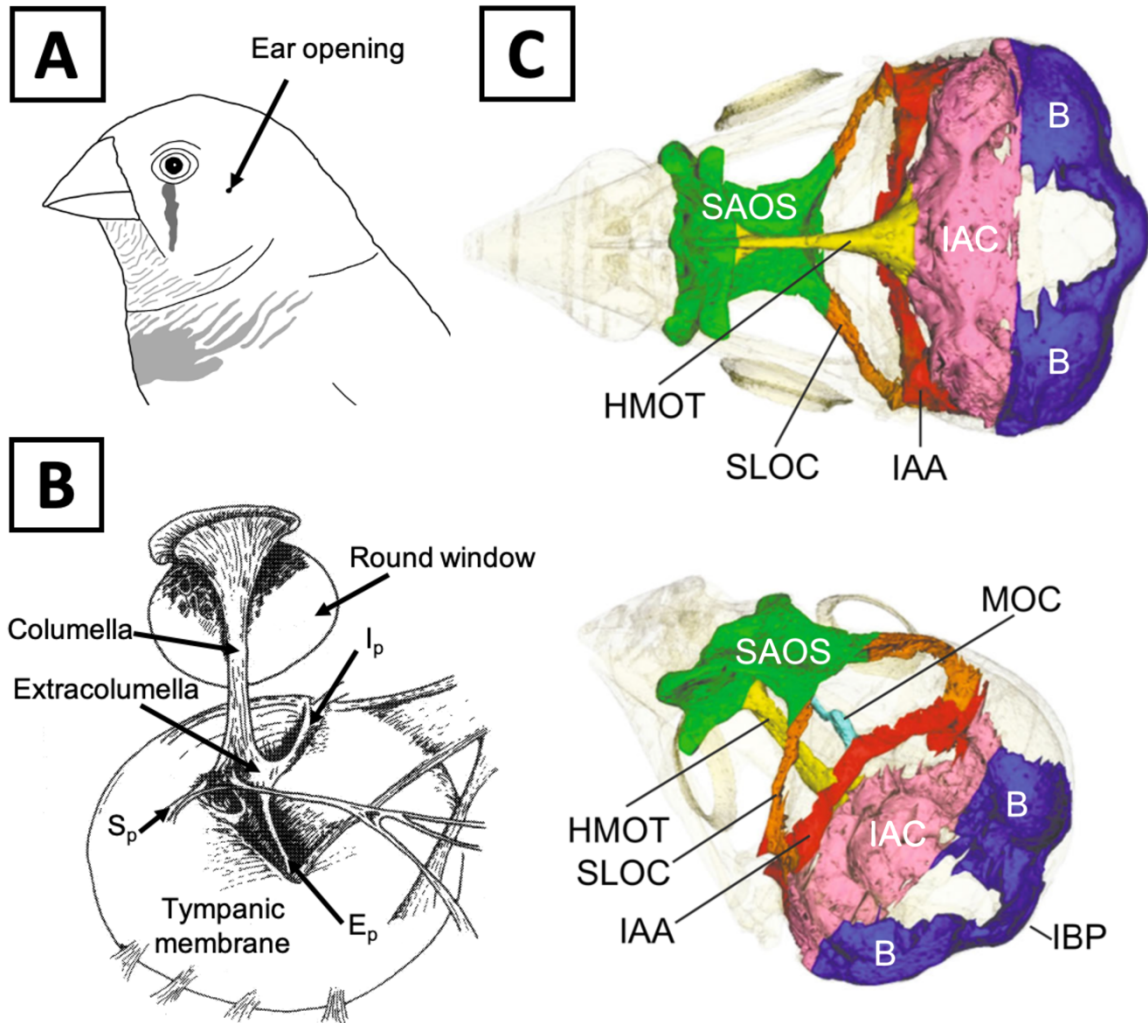 A
Ear opening
B
Round window
Columella
Extracolumella
Ip
Sp
Tympanic
membrane
Ep
C
SAOS
IAC
B
B
HMOT
SLOC
IAA
MOC
SAOS
HMOT
SLOC
IAC
IAA
B
B
IBP